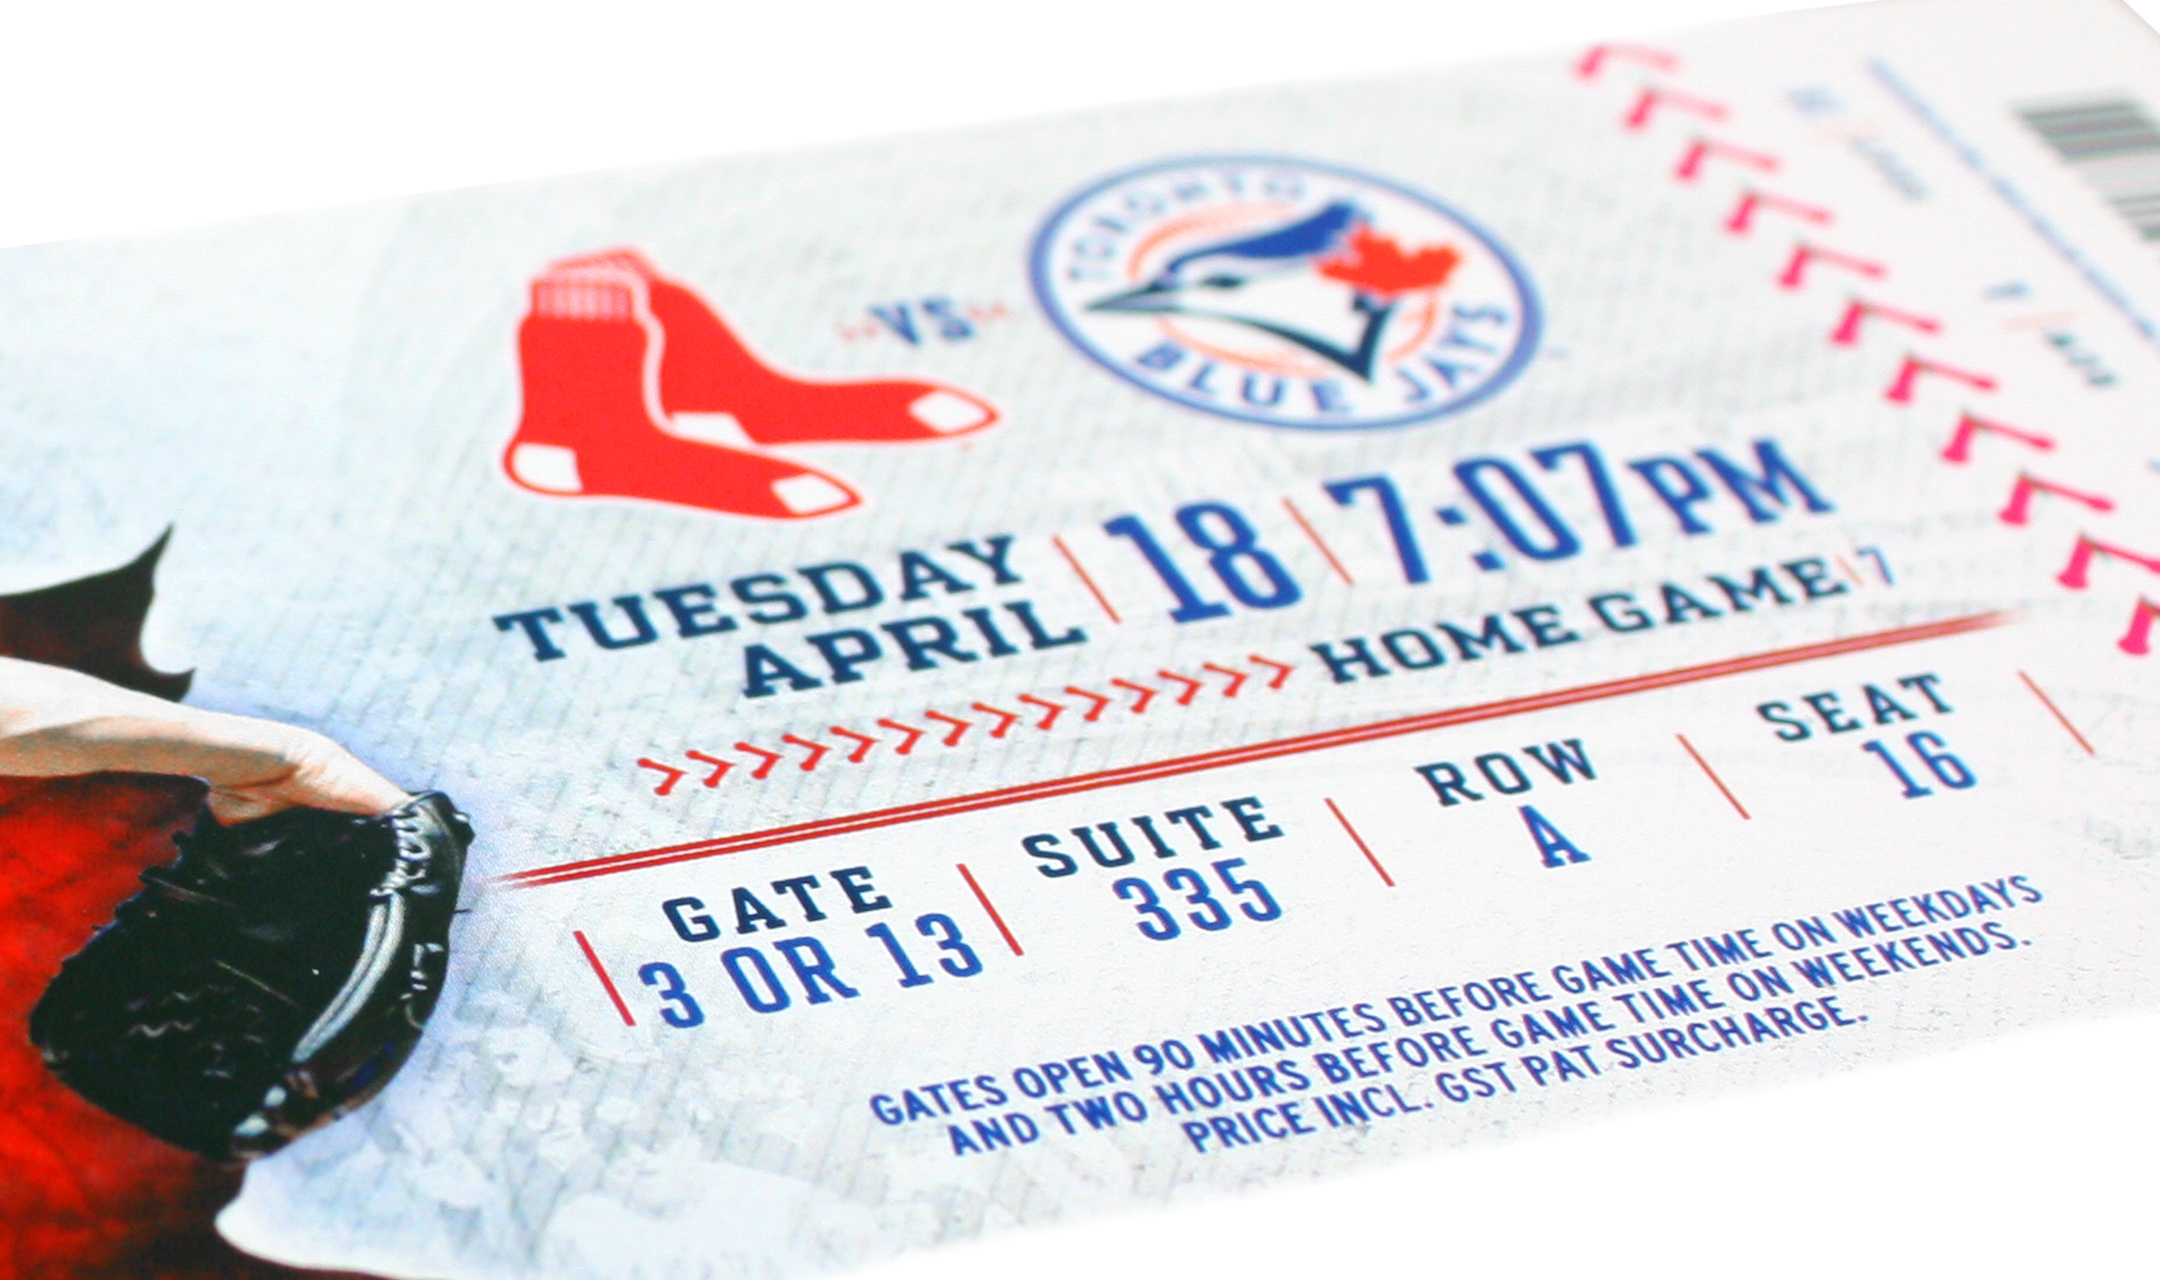 TORONTO
BLUE JAYS
VS
TUESDAY
APRIL
18
7:07PM
HOME GAME 7
GATE
3 OR 13
SUITE
335
ROW
A
SEAT
16
GATES OPEN 90 MINUTES BEFORE GAME TIME ON WEEKDAYS
AND TWO HOURS BEFORE GAME TIME ON WEEKENDS.
PRICE INCL. GST PAT SURCHARGE.